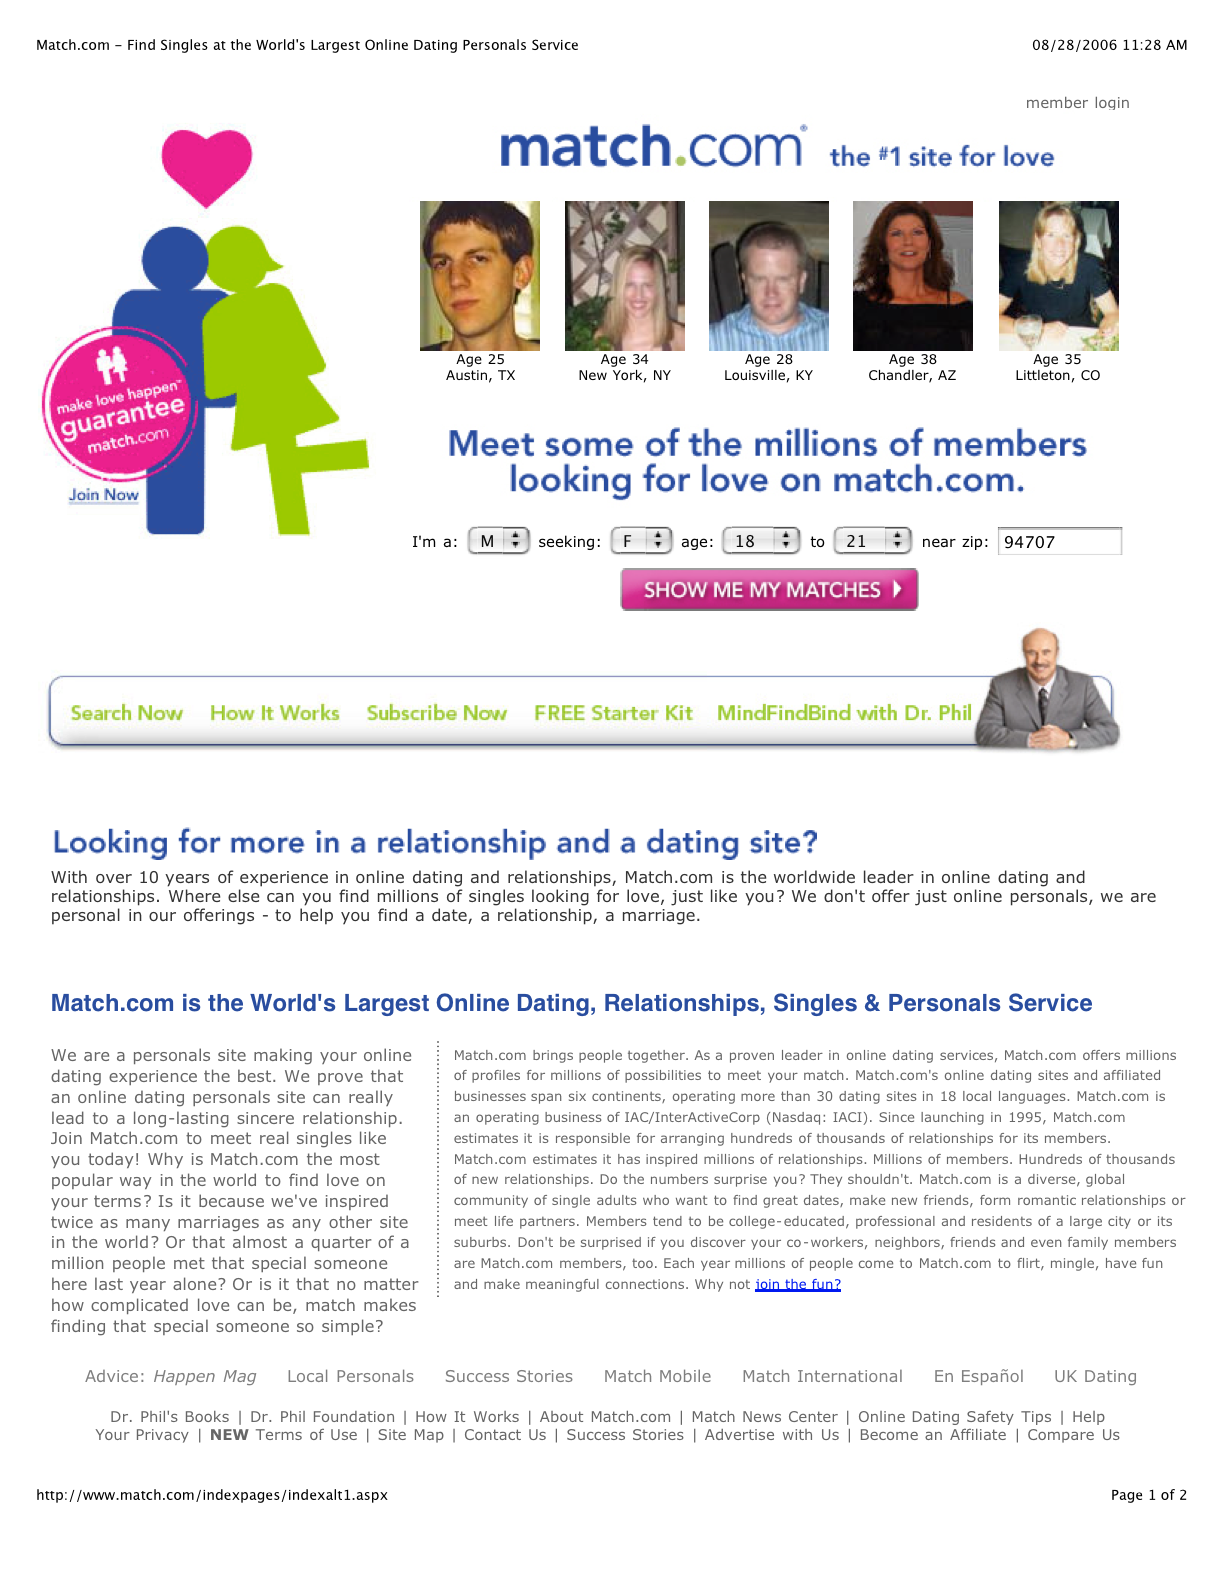 Match.com - Find Singles at the World's Largest Online Dating Personals Service
08/28/2006 11:28 AM
member login
match.com® the #1 site for love
Age 25
Austin, TX
Age 34
New York, NY
Age 28
Louisville, KY
Age 38
Chandler, AZ
Age 35
Littleton, CO
make love happen™
guarantee
match.com
Join Now
Meet some of the millions of members
looking for love on match.com.
I'm a: M seeking: F age: 18 to 21 near zip: 94707
SHOW ME MY MATCHES
Search Now How It Works Subscribe Now FREE Starter Kit MindFindBind with Dr. Phil
Looking for more in a relationship and a dating site?
With over 10 years of experience in online dating and relationships, Match.com is the worldwide leader in online dating and
relationships. Where else can you find millions of singles looking for love, just like you? We don't offer just online personals, we are
personal in our offerings - to help you find a date, a relationship, a marriage.
Match.com is the World's Largest Online Dating, Relationships, Singles & Personals Service
We are a personals site making your online
dating experience the best. We prove that
an online dating personals site can really
lead to a long-lasting sincere relationship.
Join Match.com to meet real singles like
you today! Why is Match.com the most
popular way in the world to find love on
your terms? Is it because we've inspired
twice as many marriages as any other site
in the world? Or that almost a quarter of a
million people met that special someone
here last year alone? Or is it that no matter
how complicated love can be, match makes
finding that special someone so simple?
Match.com brings people together. As a proven leader in online dating services, Match.com offers millions
of profiles for millions of possibilities to meet your match. Match.com's online dating sites and affiliated
businesses span six continents, operating more than 30 dating sites in 18 local languages. Match.com is
an operating business of IAC/InterActiveCorp (Nasdaq: IACI). Since launching in 1995, Match.com
estimates it is responsible for arranging hundreds of thousands of relationships for its members.
Match.com estimates it has inspired millions of relationships. Millions of members. Hundreds of thousands
of new relationships. Do the numbers surprise you? They shouldn't. Match.com is a diverse, global
community of single adults who want to find great dates, make new friends, form romantic relationships or
meet life partners. Members tend to be college-educated, professional and residents of a large city or its
suburbs. Don't be surprised if you discover your co-workers, neighbors, friends and even family members
are Match.com members, too. Each year millions of people come to Match.com to flirt, mingle, have fun
and make meaningful connections. Why not join the fun?
Advice: Happen Mag Local Personals Success Stories Match Mobile Match International En Español UK Dating
Dr. Phil's Books | Dr. Phil Foundation | How It Works | About Match.com | Match News Center | Online Dating Safety Tips | Help
Your Privacy | NEW Terms of Use | Site Map | Contact Us | Success Stories | Advertise with Us | Become an Affiliate | Compare Us
http://www.match.com/indexpages/indexalt1.aspx
Page 1 of 2